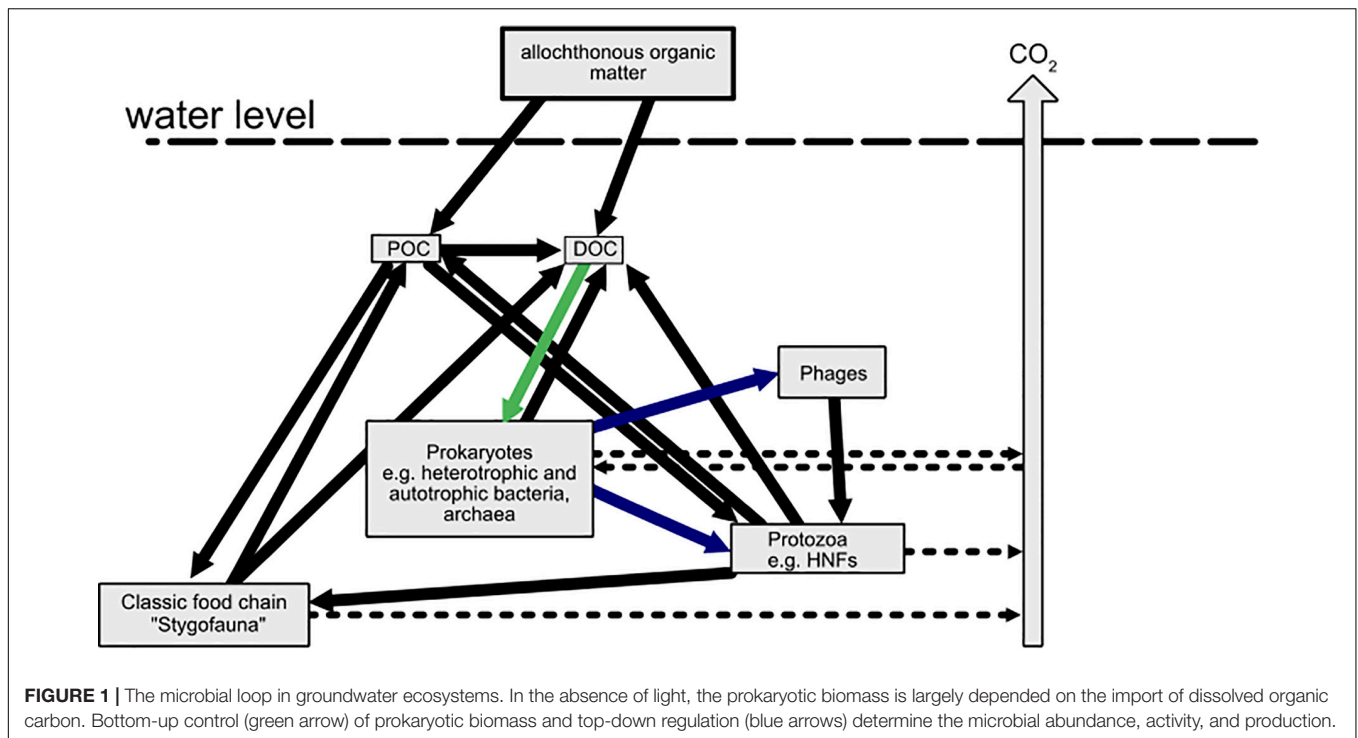 allochthonous organic
matter
CO₂
water level
POC
DOC
Phages
Prokaryotes
e.g. heterotrophic and
autotrophic bacteria,
archaea
Protozoa
e.g. HNFs
Classic food chain
"Stygofauna"
FIGURE 1 | The microbial loop in groundwater ecosystems. In the absence of light, the prokaryotic biomass is largely depended on the import of dissolved organic
carbon. Bottom-up control (green arrow) of prokaryotic biomass and top-down regulation (blue arrows) determine the microbial abundance, activity, and production.